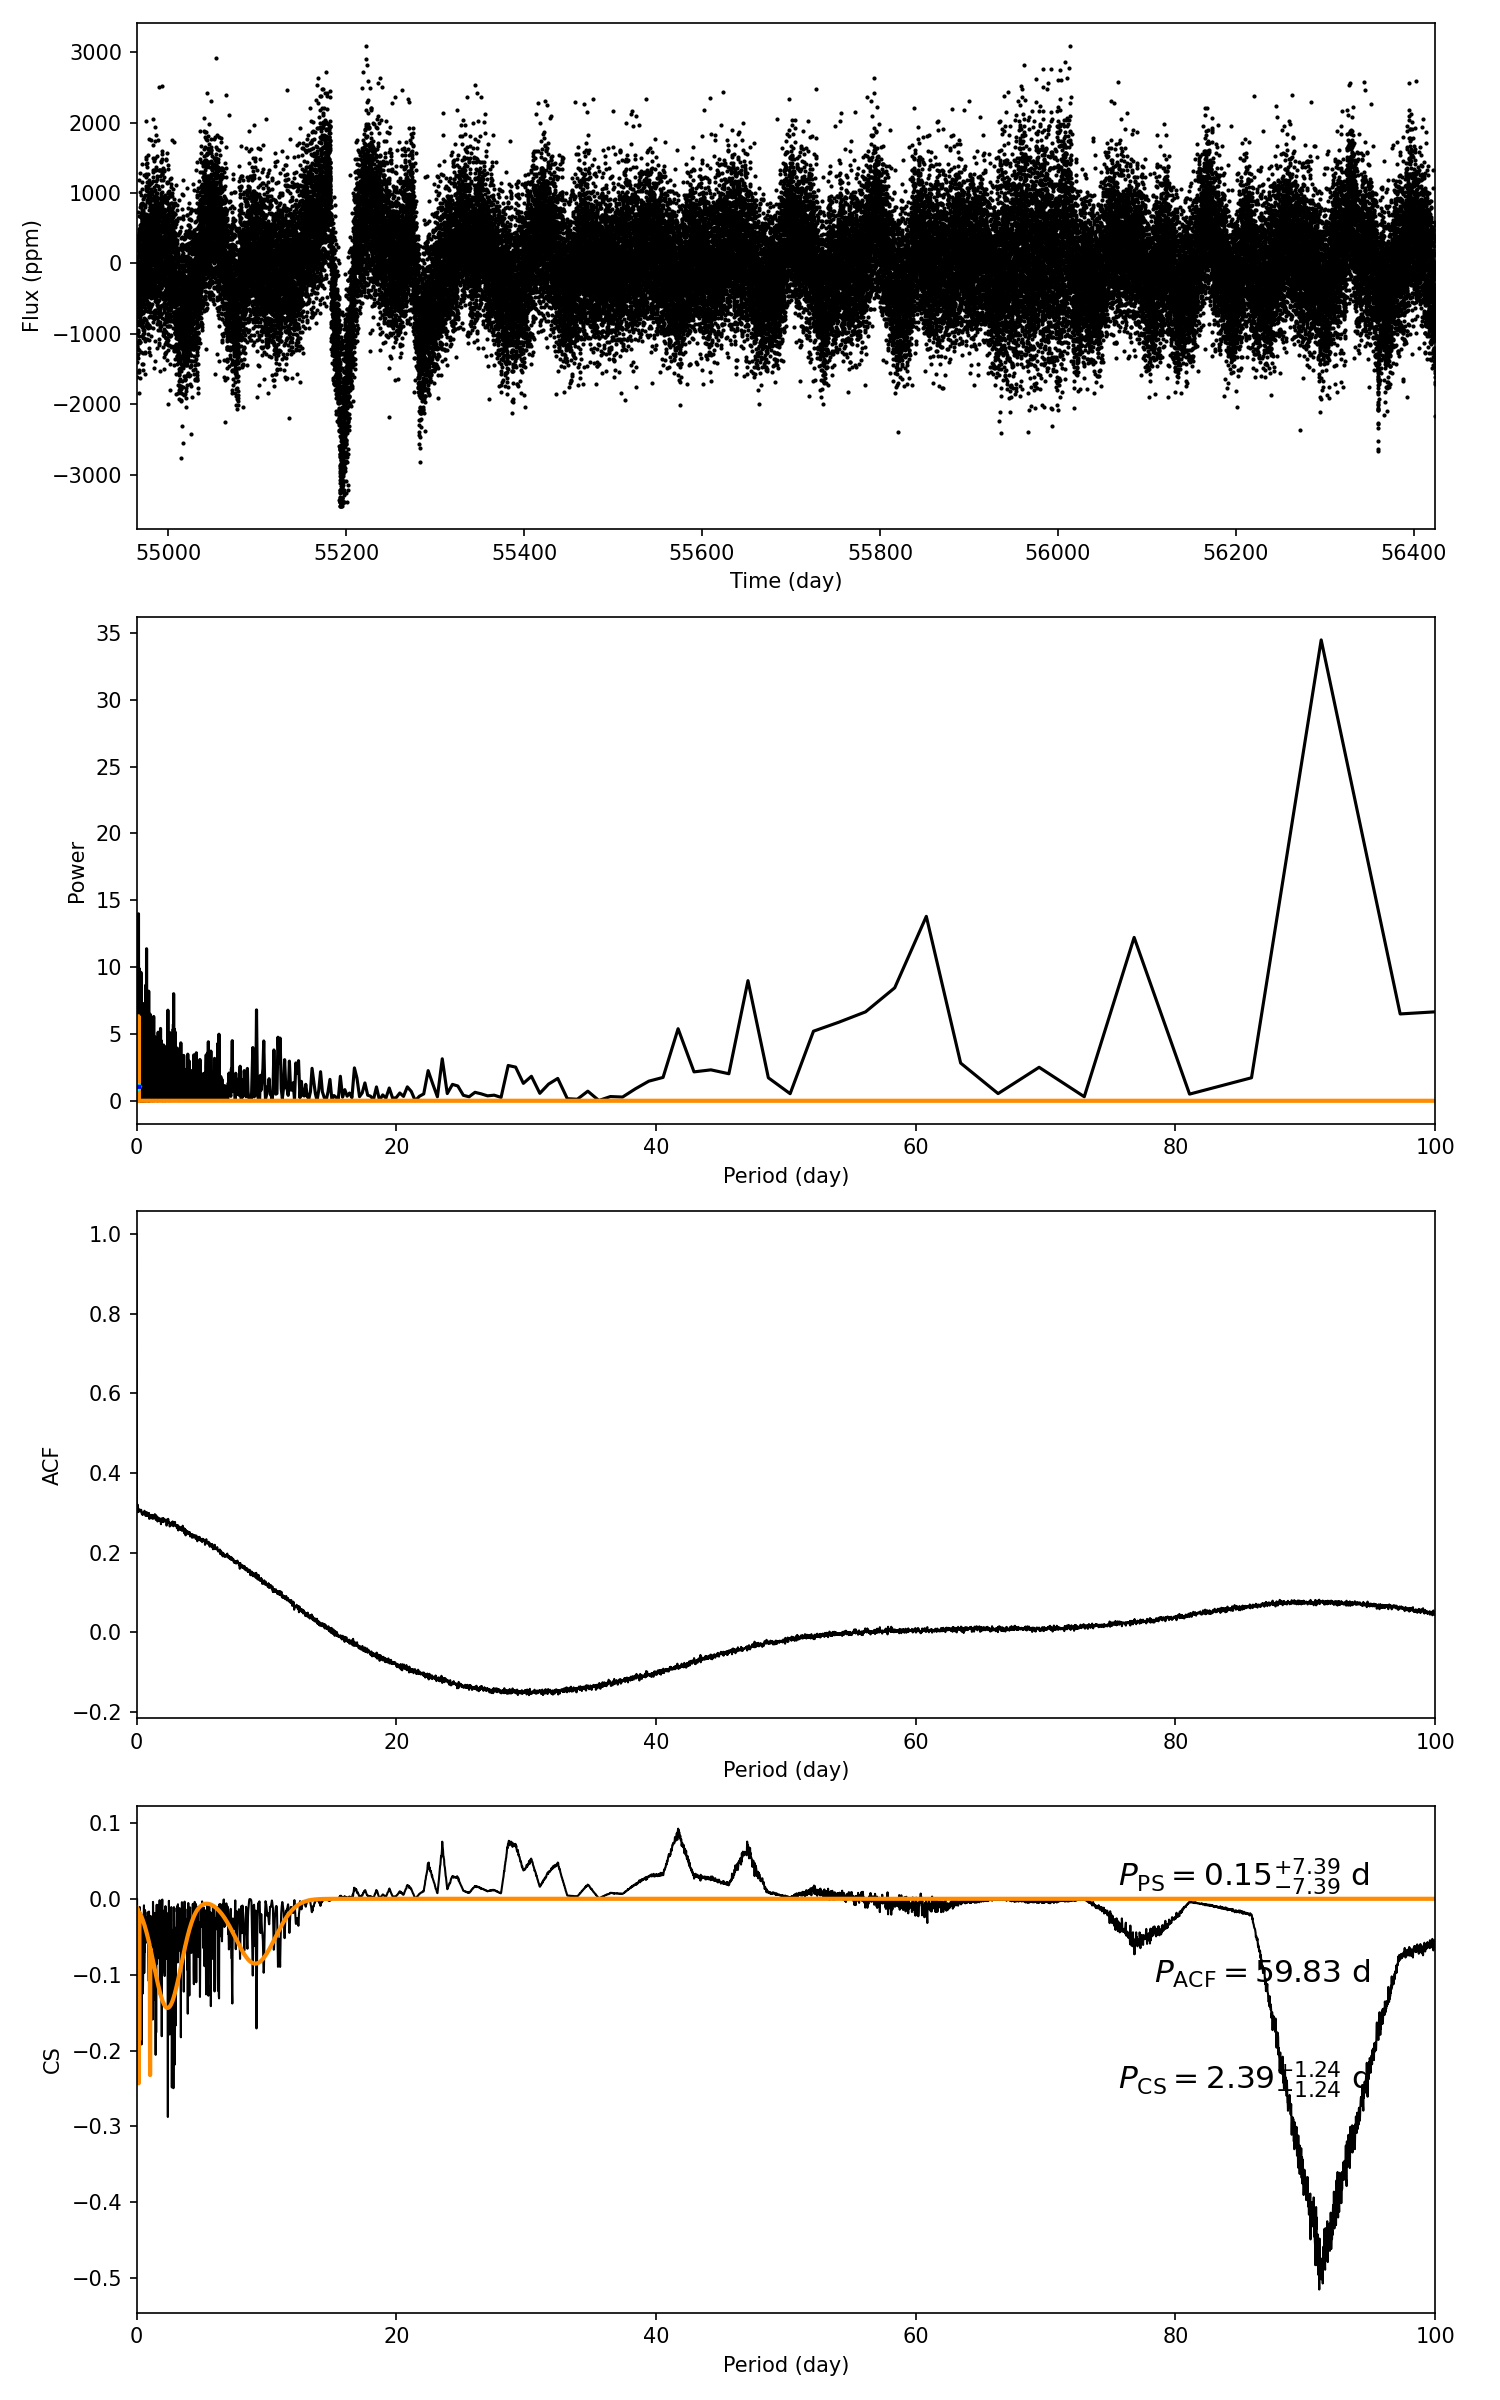 3000
2000
1000
0
−1000
−2000
−3000
Flux (ppm)
55000 55200 55400 55600 55800 56000 56200 56400
Time (day)
35
30
25
20
15
10
5
0
Power
0 20 40 60 80 100
Period (day)
1.0
0.8
0.6
0.4
0.2
0.0
−0.2
ACF
0 20 40 60 80 100
Period (day)
0.1
0.0
−0.1
−0.2
−0.3
−0.4
−0.5
CS
P_PS = 0.15 +7.39 −7.39 d
P_ACF = 59.83 d
P_CS = 2.39 +1.24 −1.24 d
0 20 40 60 80 100
Period (day)